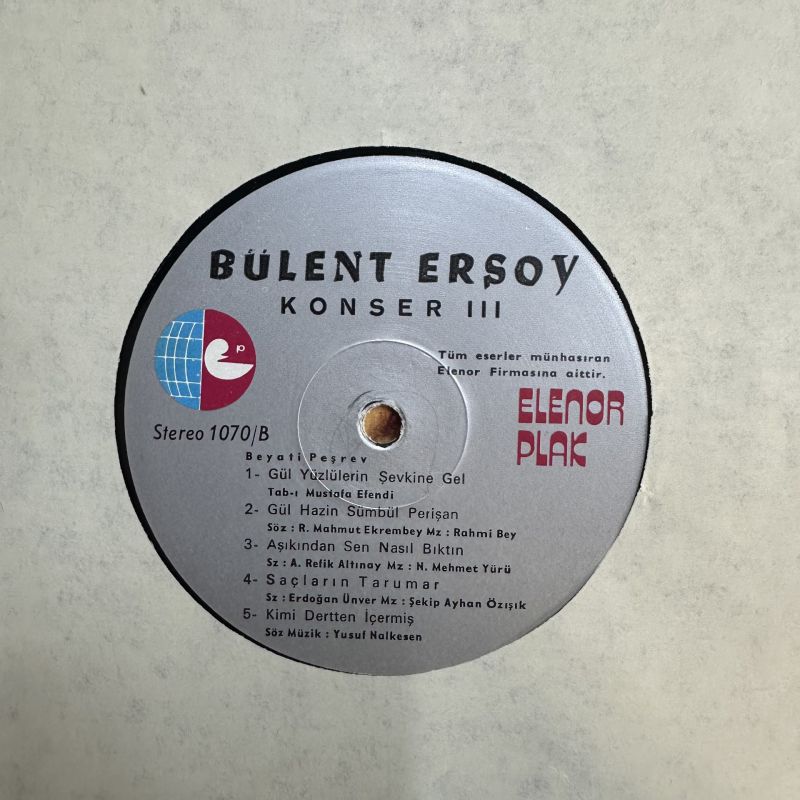 BÜLENT ERSOY
KONSER III
Tüm eserler münhasıran
Elenor Firmasına aittir.
ELENOR
PLAK
Stereo 1070/B
Beyati Peşrev
1- Gül Yüzlülerin Şevkine Gel
Tab-ı Mustafa Efendi
2- Gül Hazin Sümbül Perişan
Söz : R. Mahmut Ekrembey Mz : Rahmi Bey
3- Aşıkından Sen Nasıl Bıktın
Sz : A. Refik Altınay Mz : N. Mehmet Yürü
4- Saçların Tarumar
Sz : Erdoğan Ünver Mz : Şekip Ayhan Özışık
5- Kimi Dertten İçermiş
Söz Müzik : Yusuf Nalkesen